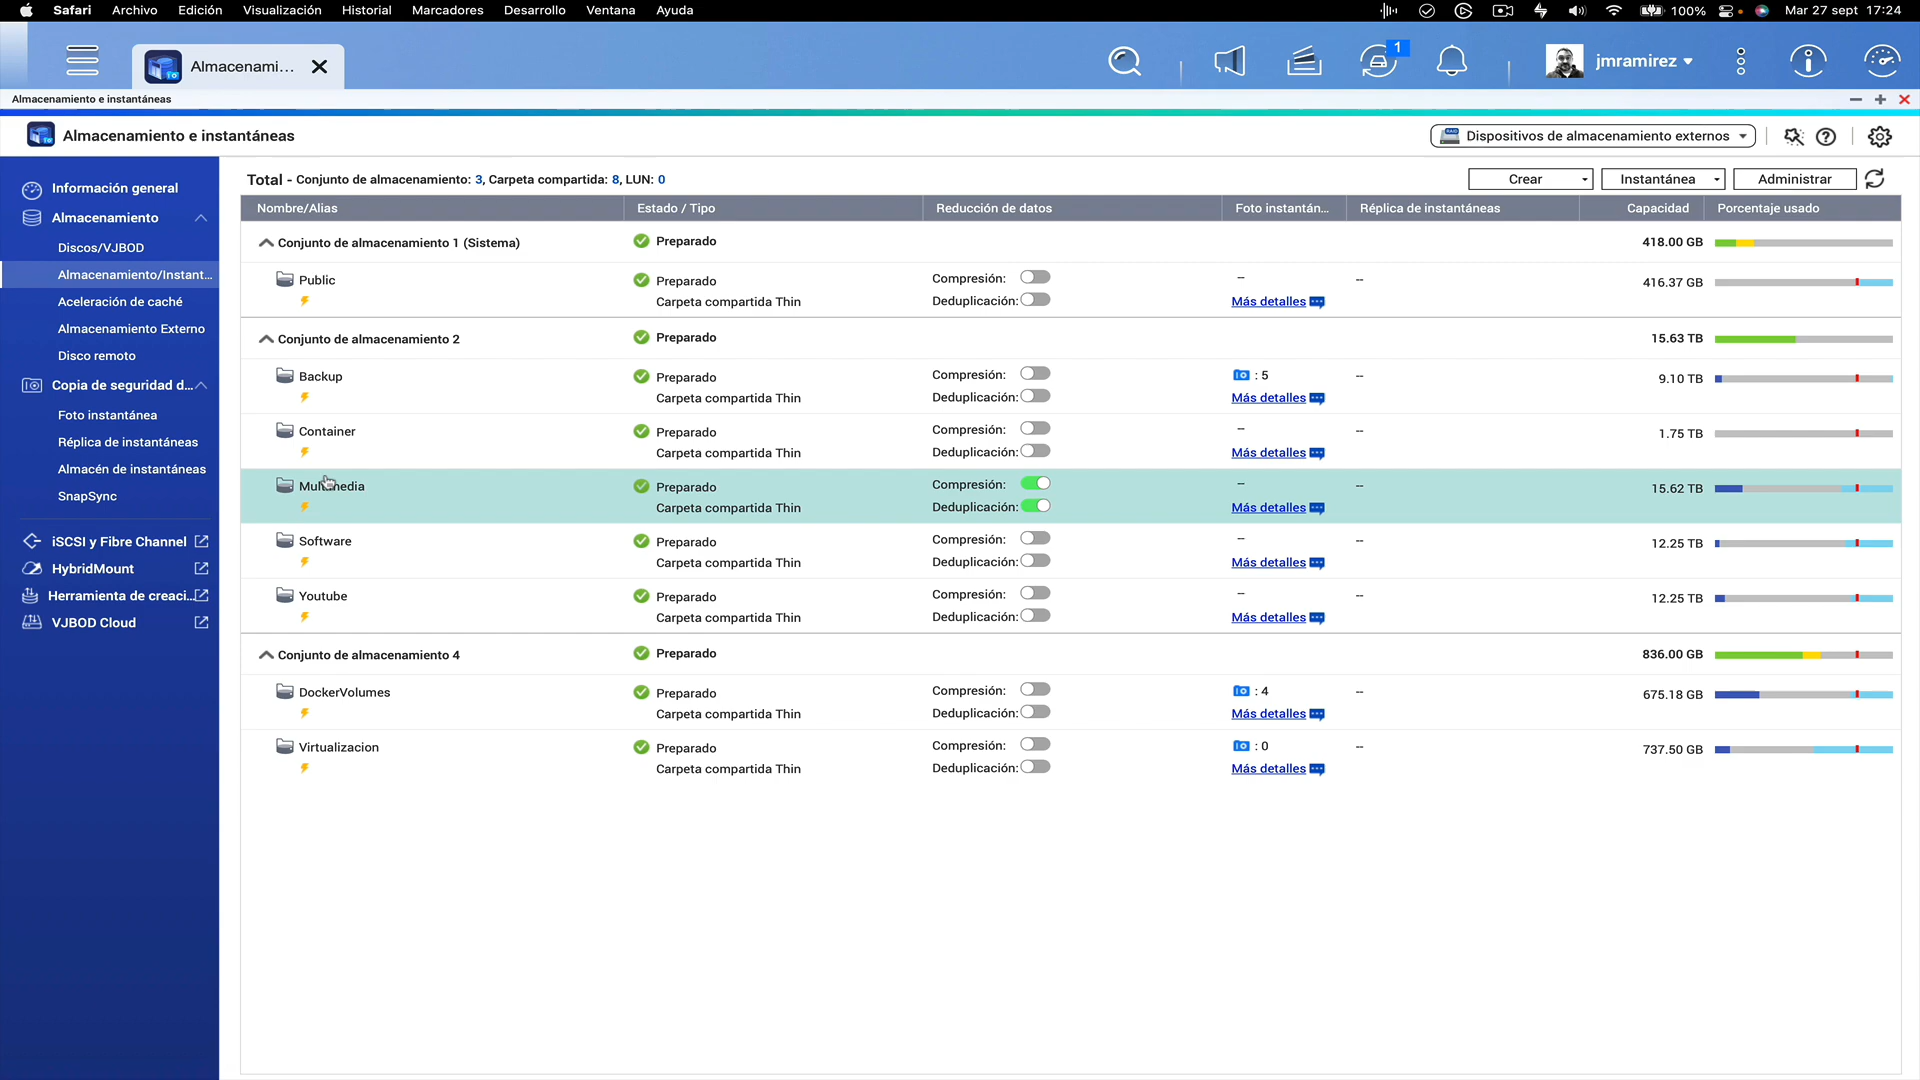 Safari Archivo Edición Visualización Historial Marcadores Desarrollo Ventana Ayuda 100% Mar 27 sept 17:24
Almacenami... 1 jmramirez
Almacenamiento e instantáneas
Almacenamiento e instantáneas Dispositivos de almacenamiento externos
Información general
Almacenamiento
Discos/VJBOD
Almacenamiento/Instant...
Aceleración de caché
Almacenamiento Externo
Disco remoto
Copia de seguridad d...
Foto instantánea
Réplica de instantáneas
Almacén de instantáneas
SnapSync
iSCSI y Fibre Channel
HybridMount
Herramienta de creaci...
VJBOD Cloud
Total - Conjunto de almacenamiento: 3, Carpeta compartida: 8, LUN: 0 Crear Instantánea Administrar
Nombre/Alias Estado / Tipo Reducción de datos Foto instantán... Réplica de instantáneas Capacidad Porcentaje usado
Conjunto de almacenamiento 1 (Sistema) Preparado 418.00 GB
Public Preparado Compresión: -- -- 416.37 GB
Carpeta compartida Thin Deduplicación: Más detalles
Conjunto de almacenamiento 2 Preparado 15.63 TB
Backup Preparado Compresión: : 5 -- 9.10 TB
Carpeta compartida Thin Deduplicación: Más detalles
Container Preparado Compresión: -- -- 1.75 TB
Carpeta compartida Thin Deduplicación: Más detalles
Multimedia Preparado Compresión: -- -- 15.62 TB
Carpeta compartida Thin Deduplicación: Más detalles
Software Preparado Compresión: -- -- 12.25 TB
Carpeta compartida Thin Deduplicación: Más detalles
Youtube Preparado Compresión: -- -- 12.25 TB
Carpeta compartida Thin Deduplicación: Más detalles
Conjunto de almacenamiento 4 Preparado 836.00 GB
DockerVolumes Preparado Compresión: : 4 -- 675.18 GB
Carpeta compartida Thin Deduplicación: Más detalles
Virtualizacion Preparado Compresión: : 0 -- 737.50 GB
Carpeta compartida Thin Deduplicación: Más detalles